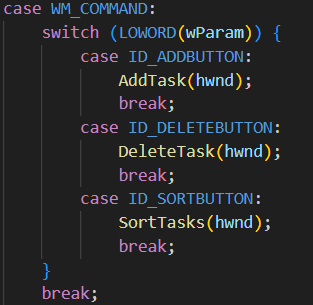 case WM_COMMAND:
    switch (LOWORD(wParam)) {
        case ID_ADDBUTTON:
            AddTask(hwnd);
            break;
        case ID_DELETEBUTTON:
            DeleteTask(hwnd);
            break;
        case ID_SORTBUTTON:
            SortTasks(hwnd);
            break;
    }
    break;